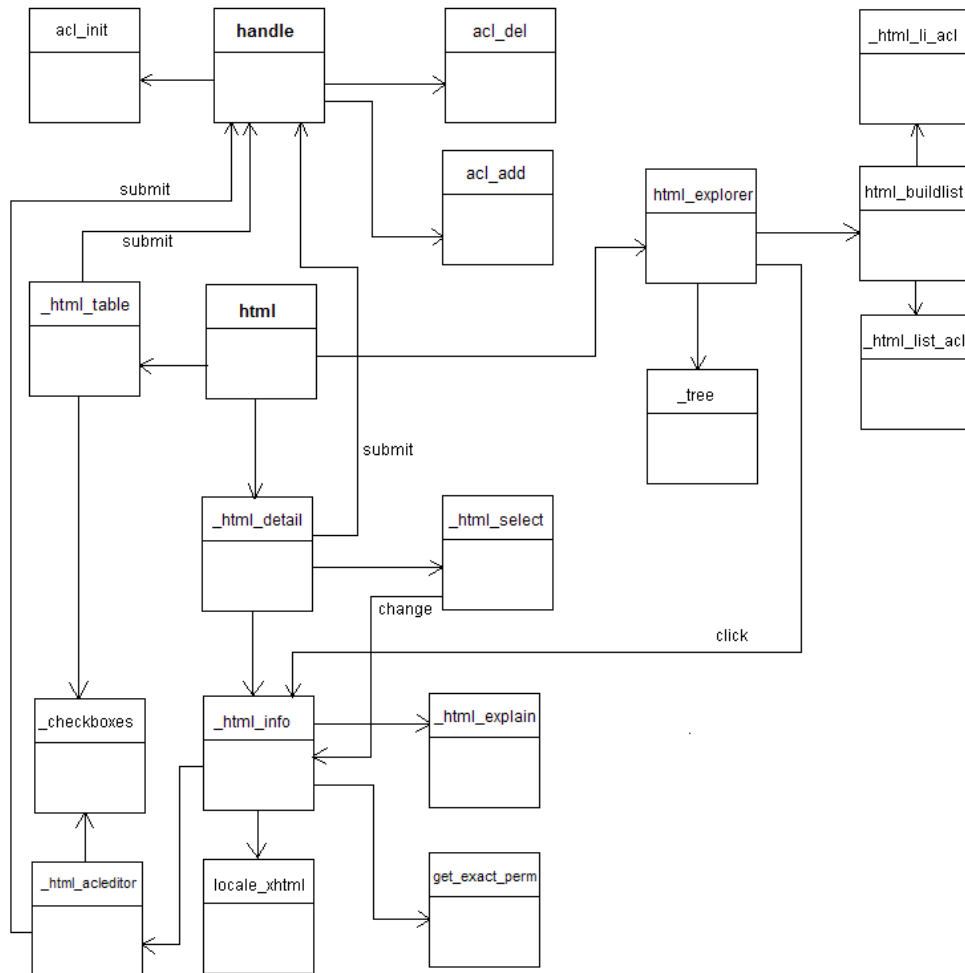 acl_init
handle
acl_del
_html_li_acl
acl_add
submit
html_explorer
html_buildlist
submit
_html_table
html
_html_list_acl
_tree
submit
_html_detail
_html_select
change
click
_checkboxes
_html_info
_html_explain
_html_acleditor
locale_xhtml
get_exact_perm